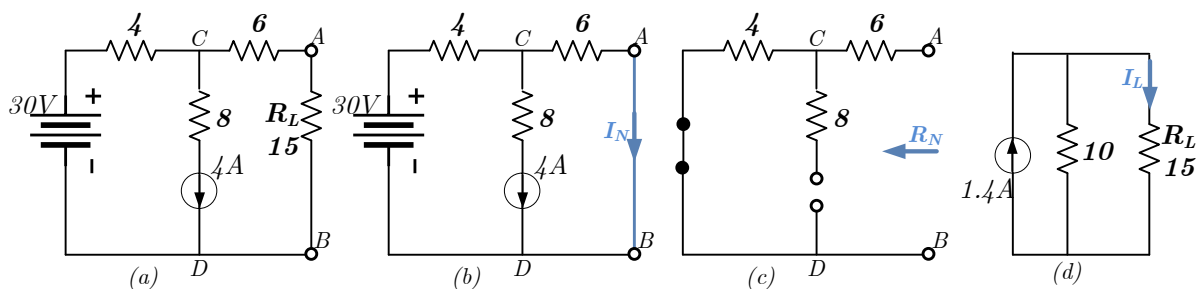 4 C 6 A
30V + 8 R_L 15
- 4A
D B
(a)
4 C 6 A
30V + 8 I_N
- 4A
D B
(b)
4 C 6 A
8 R_N
D B
(c)
I_L
10 R_L 15
1.4A
(d)